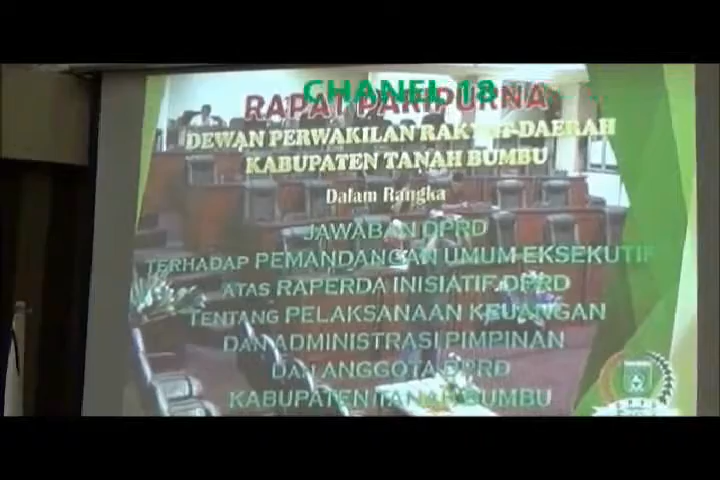 CHANEL 18
RAPAT PARIPURNA
DEWAN PERWAKILAN RAKYAT DAERAH
KABUPATEN TANAH BUMBU
Dalam Rangka
JAWABAN DPRD
TERHADAP PEMANDANGAN UMUM EKSEKUTIF
ATAS RAPERDA INISIATIF DPRD
TENTANG PELAKSANAAN KEUANGAN
DAN ADMINISTRASI PIMPINAN
DAN ANGGOTA DPRD
KABUPATEN TANAH BUMBU